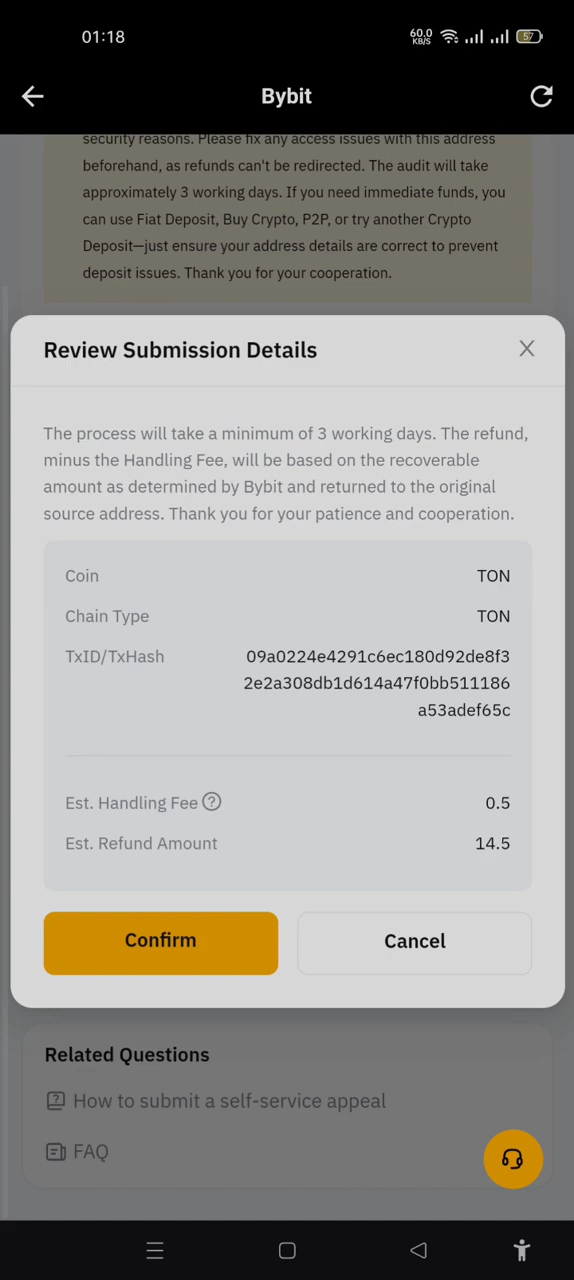 01:18
60.0
KB/S
57
Bybit
security reasons. Please fix any access issues with this address
beforehand, as refunds can't be redirected. The audit will take
approximately 3 working days. If you need immediate funds, you
can use Fiat Deposit, Buy Crypto, P2P, or try another Crypto
Deposit—just ensure your address details are correct to prevent
deposit issues. Thank you for your cooperation.
Review Submission Details
The process will take a minimum of 3 working days. The refund,
minus the Handling Fee, will be based on the recoverable
amount as determined by Bybit and returned to the original
source address. Thank you for your patience and cooperation.
Coin TON
Chain Type TON
TxID/TxHash 09a0224e4291c6ec180d92de8f3
2e2a308db1d614a47f0bb511186
a53adef65c
Est. Handling Fee ? 0.5
Est. Refund Amount 14.5
Confirm Cancel
Related Questions
How to submit a self-service appeal
FAQ